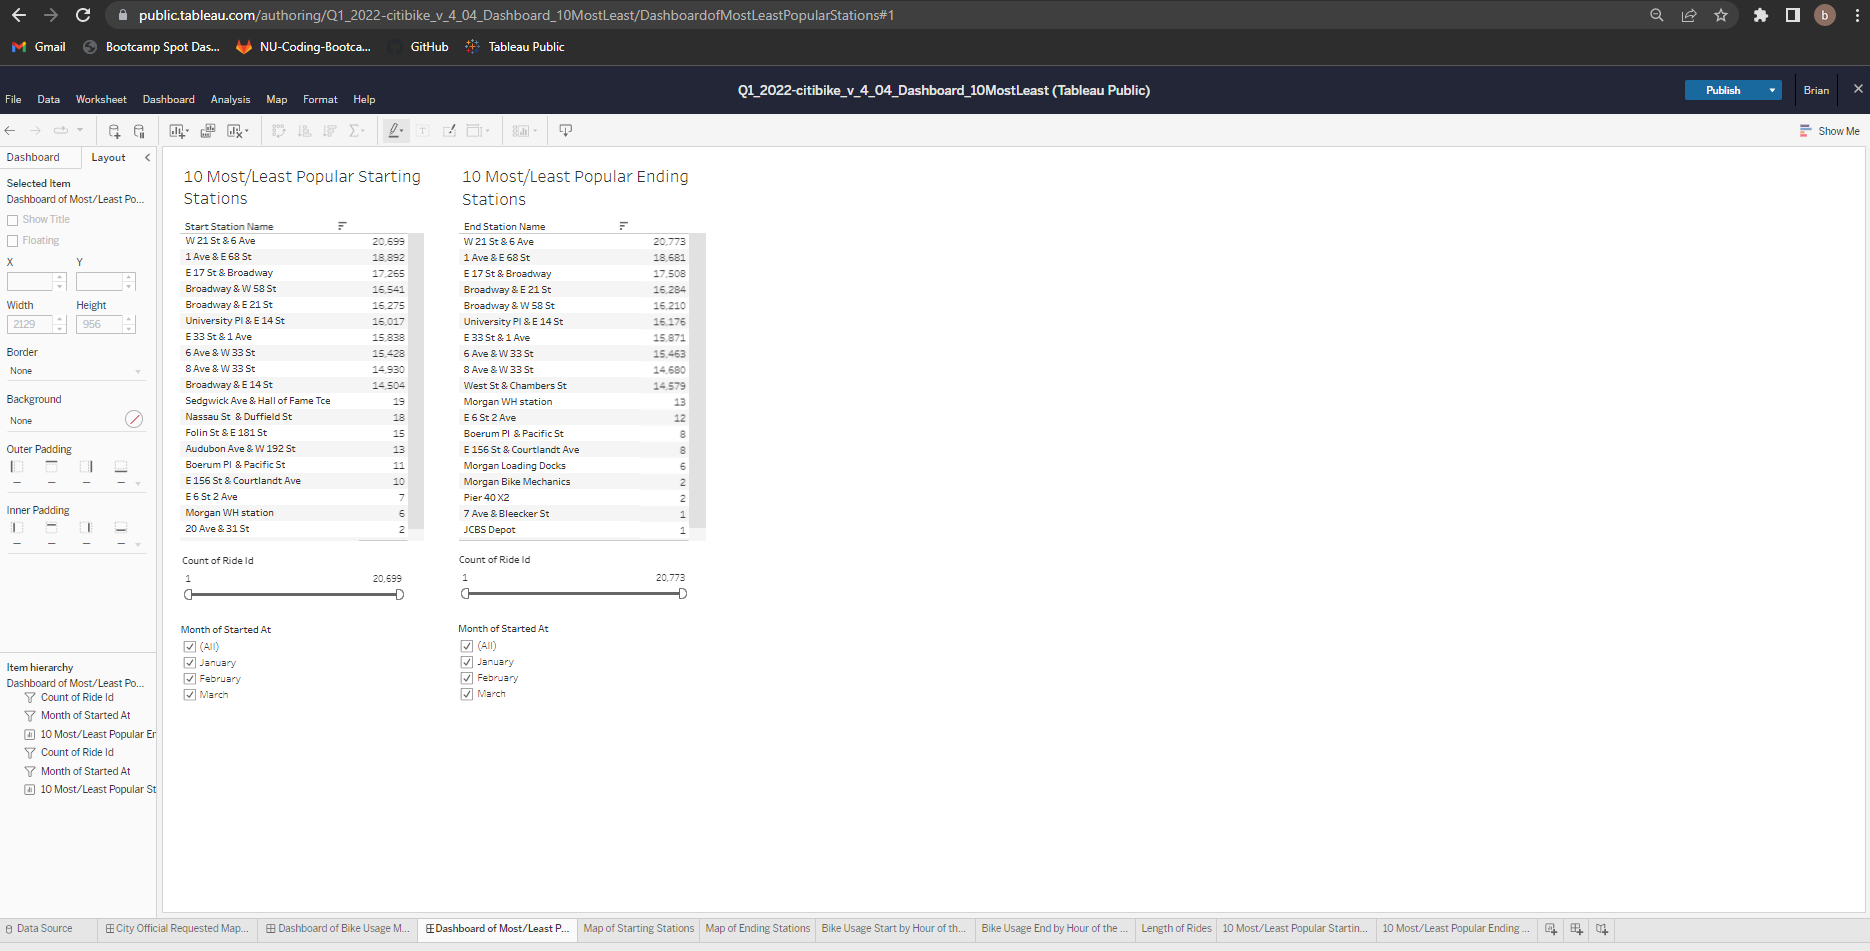 public.tableau.com/authoring/Q1_2022-citibike_v_4_04_Dashboard_10MostLeast/DashboardofMostLeastPopularStations#1
b
Gmail
Bootcamp Spot Das...
NU-Coding-Bootca...
GitHub
Tableau Public
Q1_2022-citibike_v_4_04_Dashboard_10MostLeast (Tableau Public)
Publish
Brian
File Data Worksheet Dashboard Analysis Map Format Help
Show Me
Dashboard
Layout
Selected Item
Dashboard of Most/Least Po...
Show Title
Floating
X Y
Width Height
2129 956
Border
None
Background
None
Outer Padding
Inner Padding
Item hierarchy
Dashboard of Most/Least Po...
Count of Ride Id
Month of Started At
10 Most/Least Popular Er
Count of Ride Id
Month of Started At
10 Most/Least Popular St
10 Most/Least Popular Starting
Stations
Start Station Name
W 21 St & 6 Ave 20,699
1 Ave & E 68 St 18,892
E 17 St & Broadway 17,265
Broadway & W 58 St 16,541
Broadway & E 21 St 16,275
University Pl & E 14 St 16,017
E 33 St & 1 Ave 15,838
6 Ave & W 33 St 15,428
8 Ave & W 33 St 14,930
Broadway & E 14 St 14,504
Sedgwick Ave & Hall of Fame Tce 19
Nassau St & Duffield St 18
Folin St & E 181 St 15
Audubon Ave & W 192 St 13
Boerum Pl & Pacific St 11
E 156 St & Courtlandt Ave 10
E 6 St 2 Ave 7
Morgan WH station 6
20 Ave & 31 St 2
Count of Ride Id
1 20,699
Month of Started At
(All)
January
February
March
10 Most/Least Popular Ending
Stations
End Station Name
W 21 St & 6 Ave 20,773
1 Ave & E 68 St 18,681
E 17 St & Broadway 17,508
Broadway & E 21 St 16,284
Broadway & W 58 St 16,210
University Pl & E 14 St 16,176
E 33 St & 1 Ave 15,871
6 Ave & W 33 St 15,463
8 Ave & W 33 St 14,680
West St & Chambers St 14,579
Morgan WH station 13
E 6 St 2 Ave 12
Boerum Pl & Pacific St 8
E 156 St & Courtlandt Ave 8
Morgan Loading Docks 6
Morgan Bike Mechanics 2
Pier 40 X2 2
7 Ave & Bleecker St 1
JCBS Depot 1
Count of Ride Id
1 20,773
Month of Started At
(All)
January
February
March
Data Source
City Official Requested Map...
Dashboard of Bike Usage M...
Dashboard of Most/Least P...
Map of Starting Stations
Map of Ending Stations
Bike Usage Start by Hour of th...
Bike Usage End by Hour of the ...
Length of Rides
10 Most/Least Popular Startin...
10 Most/Least Popular Ending ...